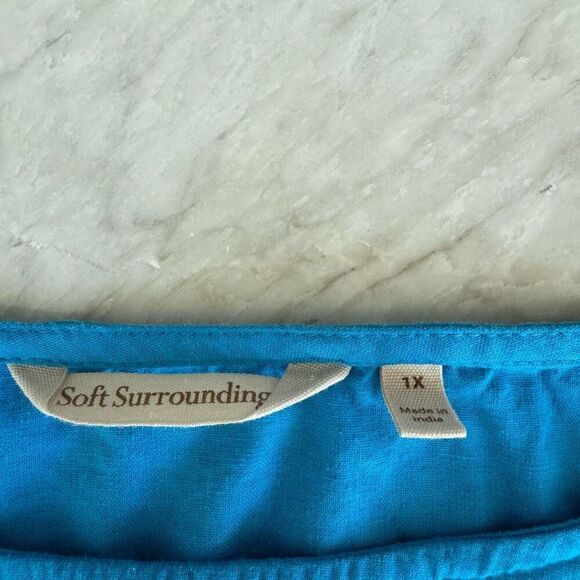 Soft Surrounding
1X
Made in
India